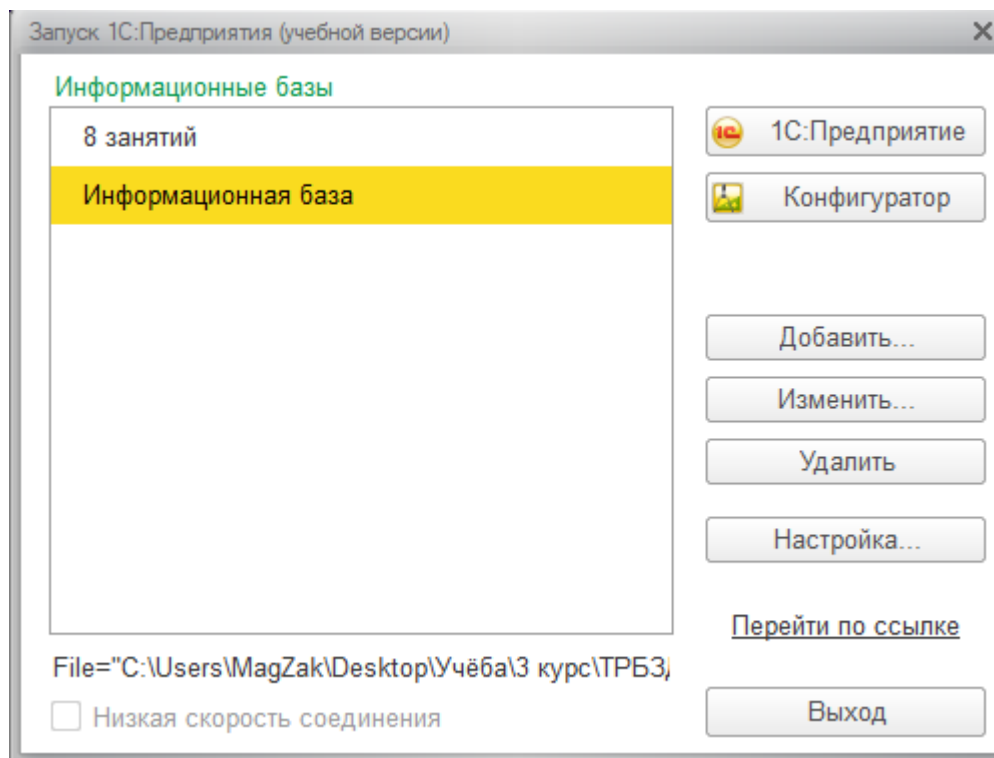 Запуск 1С:Предприятия (учебной версии)
Информационные базы
8 занятий
Информационная база
1С:Предприятие
Конфигуратор
Добавить...
Изменить...
Удалить
Настройка...
Перейти по ссылке
File="C:\Users\MagZak\Desktop\Учёба\3 курс\ТРБЗД
Низкая скорость соединения
Выход